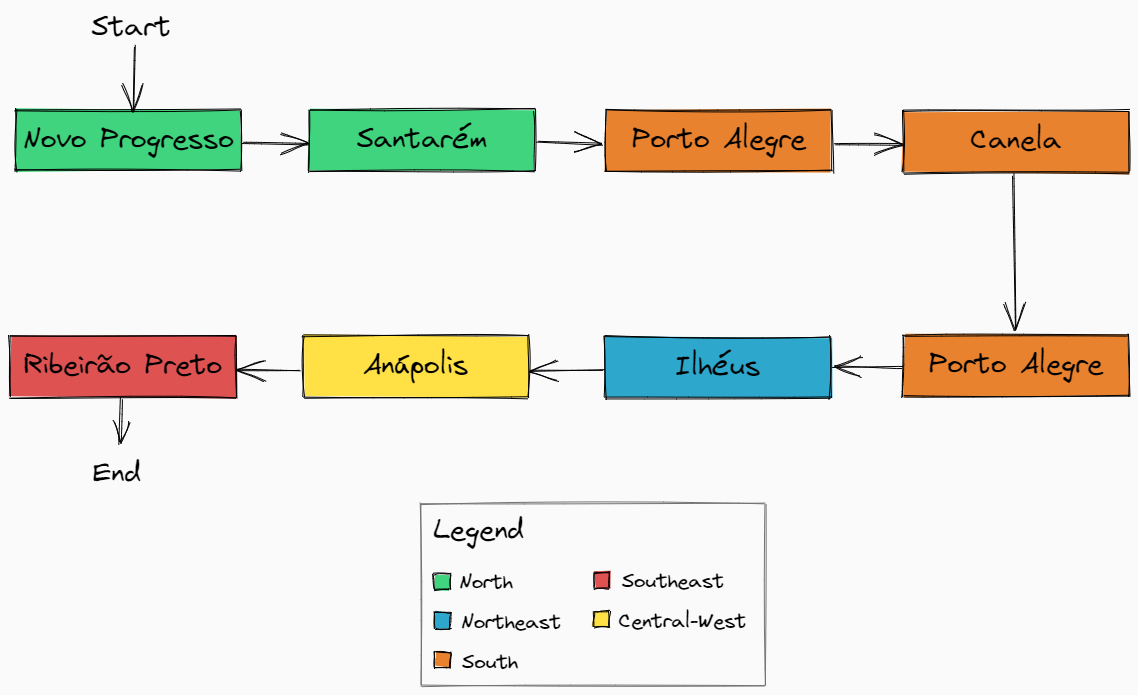 Start
Novo Progresso
Santarém
Porto Alegre
Canela
Ribeirão Preto
Anápolis
Ilhéus
Porto Alegre
End
Legend
North
Southeast
Northeast
Central-West
South